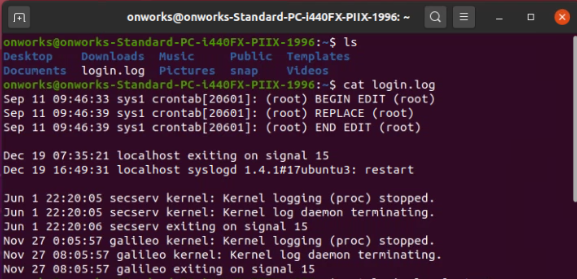 onworks@onworks-Standard-PC-i440FX-PIIX-1996: ~
onworks@onworks-Standard-PC-i440FX-PIIX-1996:~$ ls
Desktop Downloads Music Public Templates
Documents login.log Pictures snap Videos
onworks@onworks-Standard-PC-i440FX-PIIX-1996:~$ cat login.log
Sep 11 09:46:33 sys1 crontab[20601]: (root) BEGIN EDIT (root)
Sep 11 09:46:39 sys1 crontab[20601]: (root) REPLACE (root)
Sep 11 09:46:39 sys1 crontab[20601]: (root) END EDIT (root)
Dec 19 07:35:21 localhost exiting on signal 15
Dec 19 16:49:31 localhost syslogd 1.4.1#17ubuntu3: restart
Jun 1 22:20:05 secserv kernel: Kernel logging (proc) stopped.
Jun 1 22:20:05 secserv kernel: Kernel log daemon terminating.
Jun 1 22:20:06 secserv exiting on signal 15
Nov 27 0:05:57 galileo kernel: Kernel logging (proc) stopped.
Nov 27 08:05:57 galileo kernel: Kernel log daemon terminating.
Nov 27 08:05:57 galileo exiting on signal 15